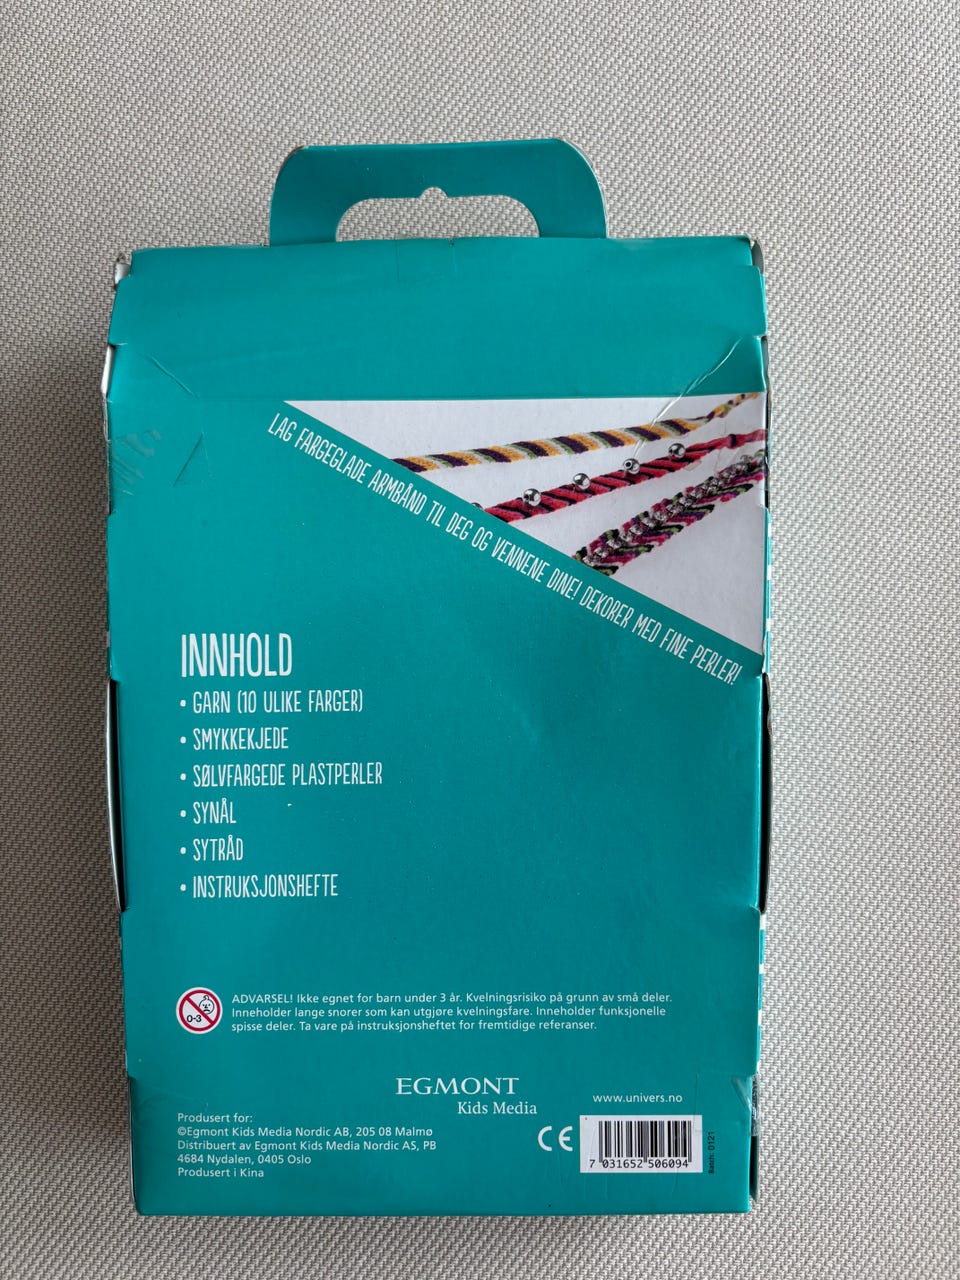 LAG FARGEGLADE ARMBÅND TIL DEG OG VENNENE DINE! DEKORER MED FINE PERLER!
INNHOLD
• GARN (10 ULIKE FARGER)
• SMYKKEKJEDE
• SØLVFARGEDE PLASTPERLER
• SYNÅL
• SYTRÅD
• INSTRUKSJONSHEFTE
0-3
ADVARSEL! Ikke egnet for barn under 3 år. Kvelningsrisiko på grunn av små deler.
Inneholder lange snorer som kan utgjøre kvelningsfare. Inneholder funksjonelle
spisse deler. Ta vare på instruksjonsheftet for fremtidige referanser.
EGMONT
Kids Media
www.univers.no
Produsert for:
©Egmont Kids Media Nordic AB, 205 08 Malmø
Distribuert av Egmont Kids Media Nordic AS, PB
4684 Nydalen, 0405 Oslo
Produsert i Kina
CE
7 031652 506094
Batch: 0121